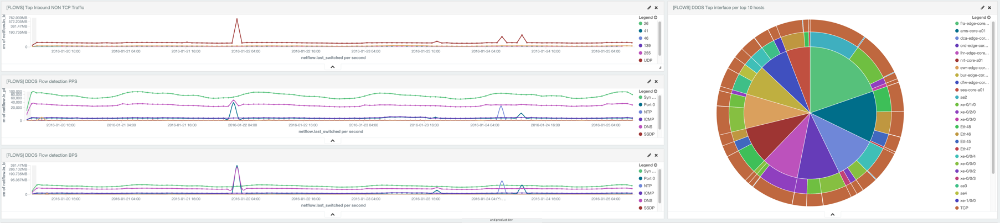 [FLOWS] Top Inbound NON TCP Traffic
762.939MB
572.205MB
381.47MB
190.735MB
0
2016-01-20 16:00
2016-01-21 04:00
2016-01-21 16:00
2016-01-22 04:00
2016-01-22 16:00
2016-01-23 04:00
2016-01-23 16:00
2016-01-24 04:00
2016-01-24 16:00
2016-01-25 04:00
netflow.last_switched per second
Legend
26
41
46
139
255
UDP
[FLOWS] DDOS Flow detection PPS
100,000
80,000
60,000
40,000
20,000
0
2016-01-20 16:00
2016-01-21 04:00
2016-01-21 16:00
2016-01-22 04:00
2016-01-22 16:00
2016-01-23 04:00
2016-01-23 16:00
2016-01-24 04:00
2016-01-24 16:00
2016-01-25 04:00
netflow.last_switched per second
Legend
Syn ...
Port 0
NTP
ICMP
DNS
SSDP
[FLOWS] DDOS Flow detection BPS
381.47MB
286.102MB
190.735MB
95.367MB
0
2016-01-20 16:00
2016-01-21 04:00
2016-01-21 16:00
2016-01-22 04:00
2016-01-22 16:00
2016-01-23 04:00
2016-01-23 16:00
2016-01-24 04:00
2016-01-24 16:00
2016-01-25 04:00
netflow.last_switched per second
Legend
Syn ...
Port 0
NTP
ICMP
DNS
SSDP
[FLOWS] DDOS Top interface per top 10 hosts
Legend
fra-edge-core...
ams-core-a01
dca-edge-cor...
ord-edge-cor...
lhr-edge-core...
nrt-core-a01
ewr-edge-cor...
bur-edge-cor...
dfw-edge-cor...
sea-core-a01
ae2
xe-0/1/0
xe-0/2/0
xe-0/3/0
Eth48
Eth46
Eth45
Eth47
xe-0/0/4
xe-0/0/0
xe-0/0/2
xe-0/0/3
ae3
ae4
xe-1/0/0
TCP
and product dev